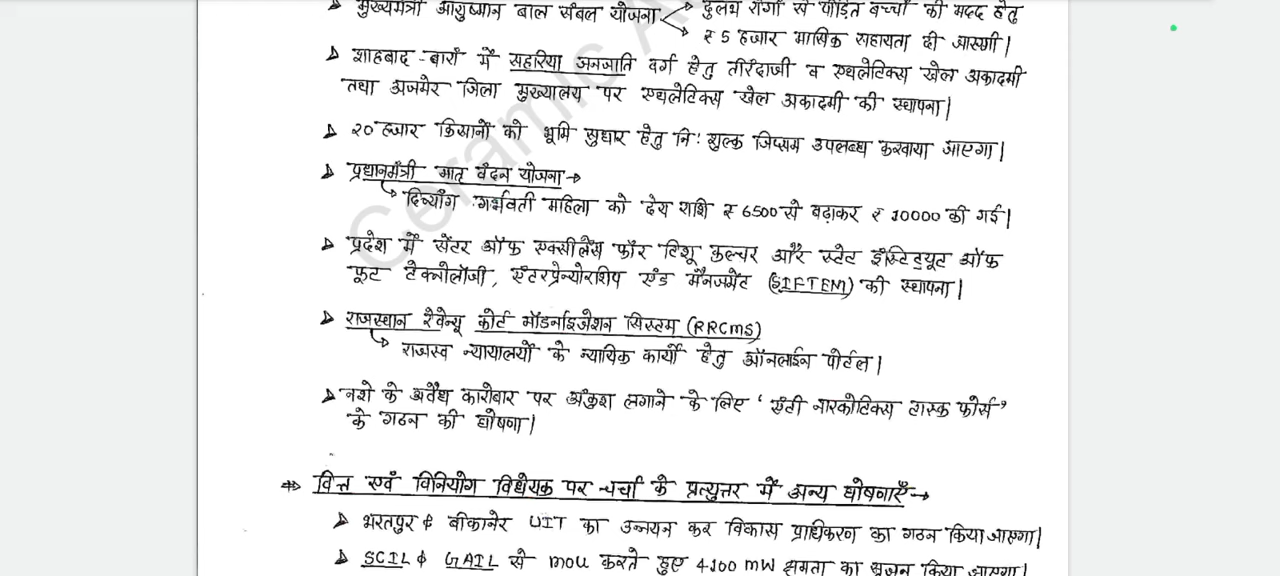 ➢ मुख्यमंत्री आयुष्मान बाल संबल योजना दुर्लभ रोगों से पीड़ित बच्चों की मदद हेतु
₹5 हजार मासिक सहायता दी जाएगी।
➢ शाहबाद-बारां में सहरिया जनजाति वर्ग हेतु तीरंदाजी व एथलेटिक्स खेल अकादमी
तथा अजमेर जिला मुख्यालय पर एथलेटिक्स खेल अकादमी की स्थापना।
➢ २० हजार किसानों को भूमि सुधार हेतु निःशुल्क जिप्सम उपलब्ध करवाया जाएगा।
➢ प्रधानमंत्री मातृ वंदन योजना→
दिव्यांग गर्भवती महिला को देय राशि ₹6500 से बढ़ाकर ₹10000 की गई।
➢ प्रदेश में सेंटर ऑफ एक्सीलेंस फॉर टिशू कल्चर और स्टेट इंस्टिट्यूट ऑफ
फूट टेक्नोलॉजी, एंटरप्रेन्योरशिप एंड मैनेजमेंट (SIFTEM) की स्थापना।
➢ राजस्थान रेवेन्यू कोर्ट मॉडर्नाइजेशन सिस्टम (RRCMS)
राजस्व न्यायालयों के न्यायिक कार्यों हेतु ऑनलाईन पोर्टल।
➢ नशे के अवैध कारोबार पर अंकुश लगाने के लिए 'एंटी नारकोटिक्स टास्क फोर्स'
के गठन की घोषणा।
⇒ वित्त एवं विनियोग विधेयक पर चर्चा के प्रत्युत्तर में अन्य घोषणाएँ→
➢ भरतपुर & बीकानेर UIT का उन्नयन कर विकास प्राधिकरण का गठन किया जाएगा।
➢ SCIL & GAIL से MOU करते हुए 4100 MW क्षमता का सृजन किया जाएगा।
Ceramics A